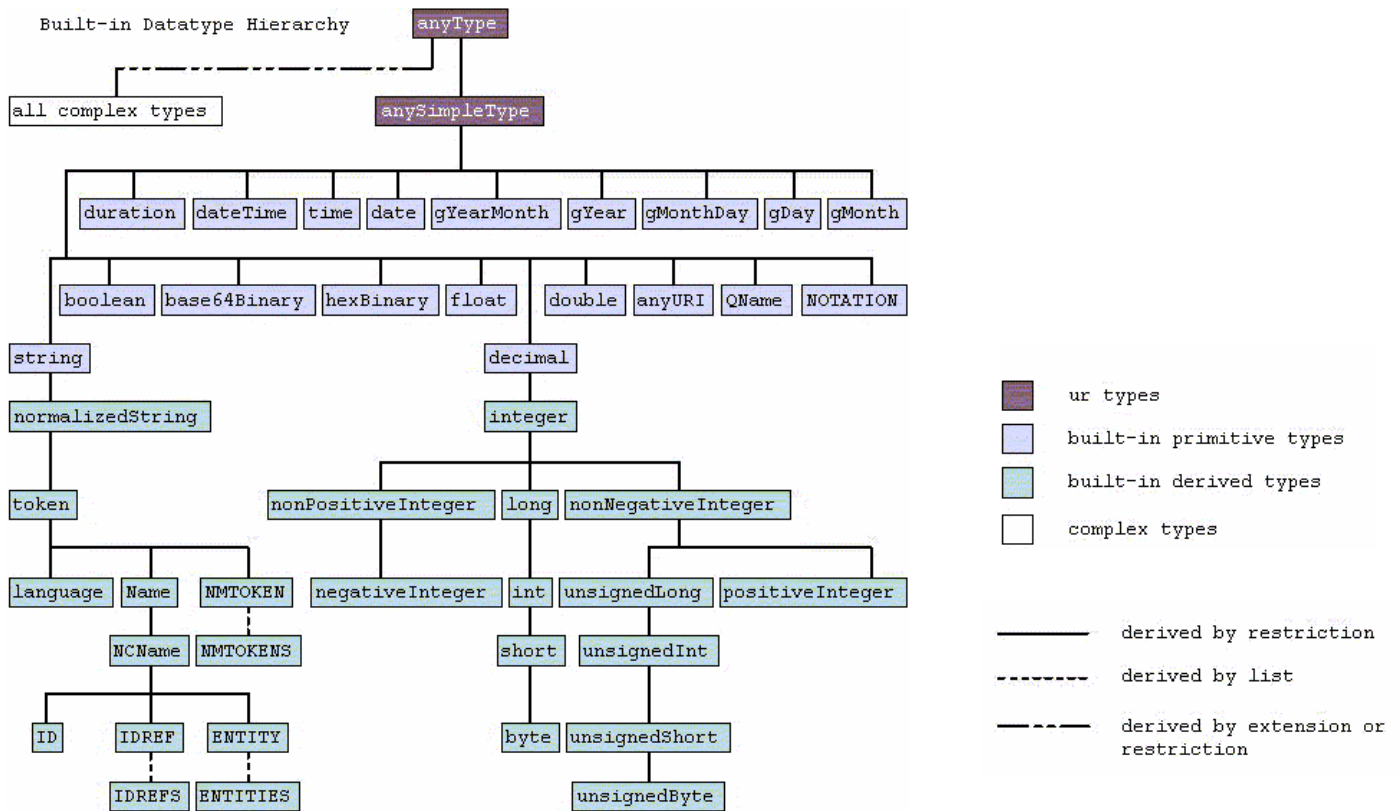 Built-in Datatype Hierarchy
anyType
all complex types
anySimpleType
duration
dateTime
time
date
gYearMonth
gYear
gMonthDay
gDay
gMonth
boolean
base64Binary
hexBinary
float
double
anyURI
QName
NOTATION
string
decimal
normalizedString
integer
token
nonPositiveInteger
long
nonNegativeInteger
language
Name
NMTOKEN
negativeInteger
int
unsignedLong
positiveInteger
NCName
NMTOKENS
short
unsignedInt
ID
IDREF
ENTITY
byte
unsignedShort
IDREFS
ENTITIES
unsignedByte
ur types
built-in primitive types
built-in derived types
complex types
derived by restriction
derived by list
derived by extension or
restriction